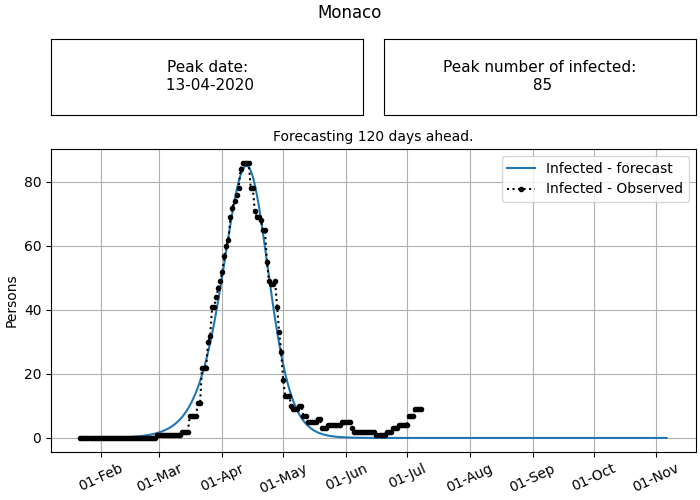 Monaco
Peak date:
13-04-2020
Peak number of infected:
85
Forecasting 120 days ahead.
Infected - forecast
Infected - Observed
Persons
80
60
40
20
0
01-Feb
01-Mar
01-Apr
01-May
01-Jun
01-Jul
01-Aug
01-Sep
01-Oct
01-Nov